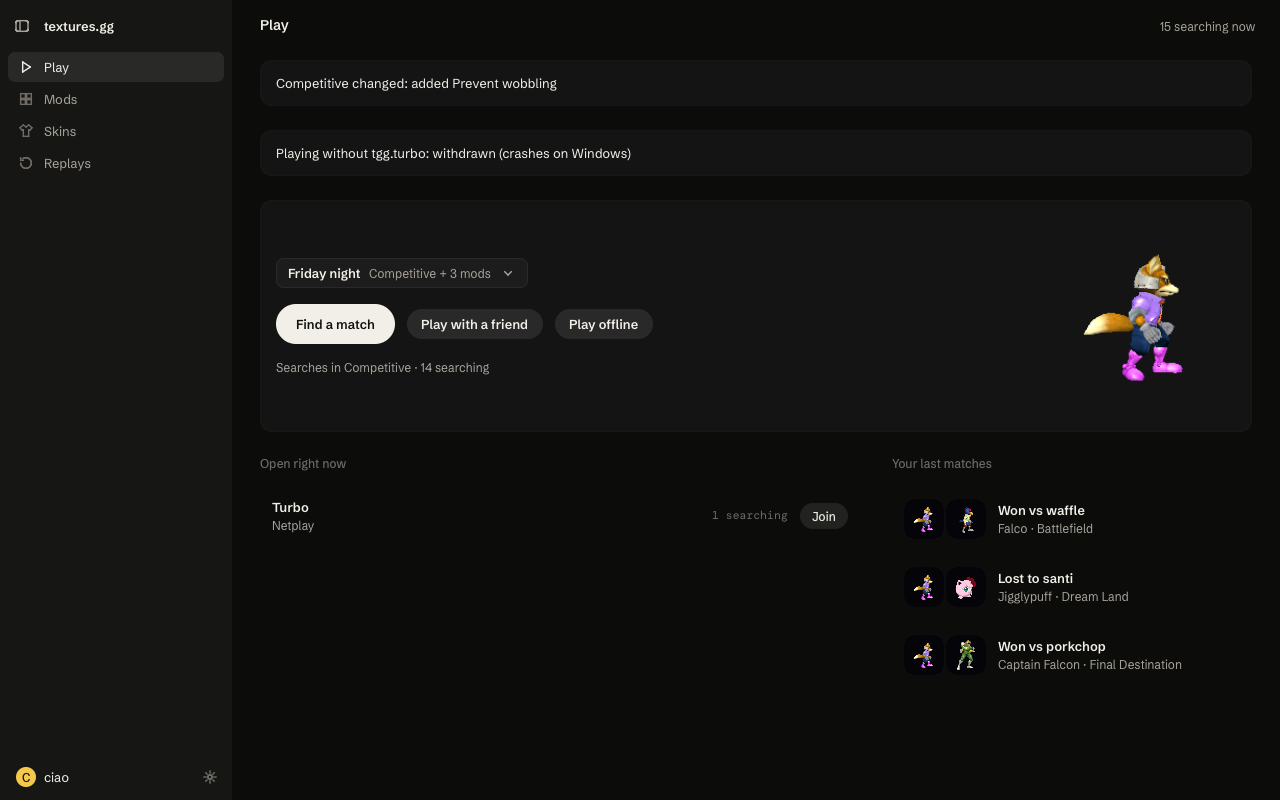 textges.gg
Play
Mods
Skins
Replays
C ciao
Play
15 searching now
Competitive changed: added Prevent wobbling
Playing without tgg.turbo: withdrawn (crashes on Windows)
Friday night Competitive + 3 mods
Find a match Play with a friend Play offline
Searches in Competitive · 14 searching
Open right now
Turbo
Netplay
1 searching Join
Your last matches
Won vs waffle
Falco · Battlefield
Lost to santi
Jigglypuff · Dream Land
Won vs porkchop
Captain Falcon · Final Destination